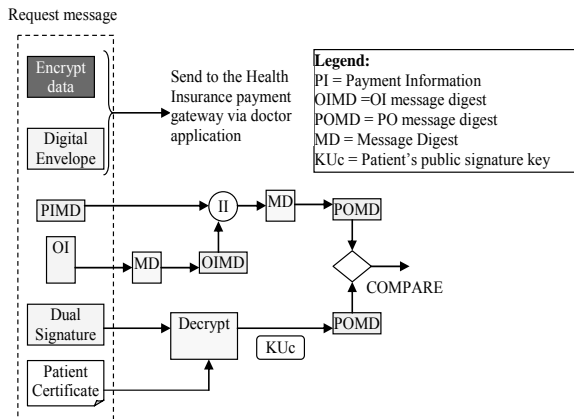 Request message
Encrypt
data
Digital
Envelope
Send to the Health
Insurance payment
gateway via doctor
application
Legend:
PI = Payment Information
OIMD =OI message digest
POMD = PO message digest
MD = Message Digest
KUc = Patient's public signature key
PIMD
II
MD
POMD
OI
MD
OIMD
COMPARE
Dual
Signature
Decrypt
KUc
POMD
Patient
Certificate